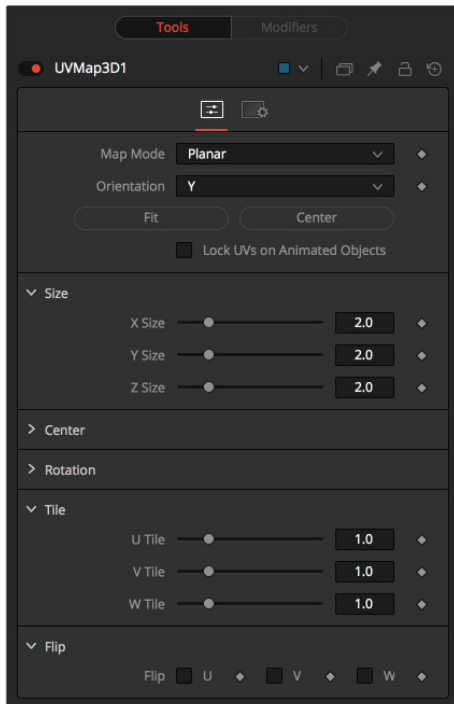 Tools Modifiers
UVMap3D1
Map Mode Planar
Orientation Y
Fit Center
Lock UVs on Animated Objects
Size
X Size 2.0
Y Size 2.0
Z Size 2.0
Center
Rotation
Tile
U Tile 1.0
V Tile 1.0
W Tile 1.0
Flip
Flip U V W